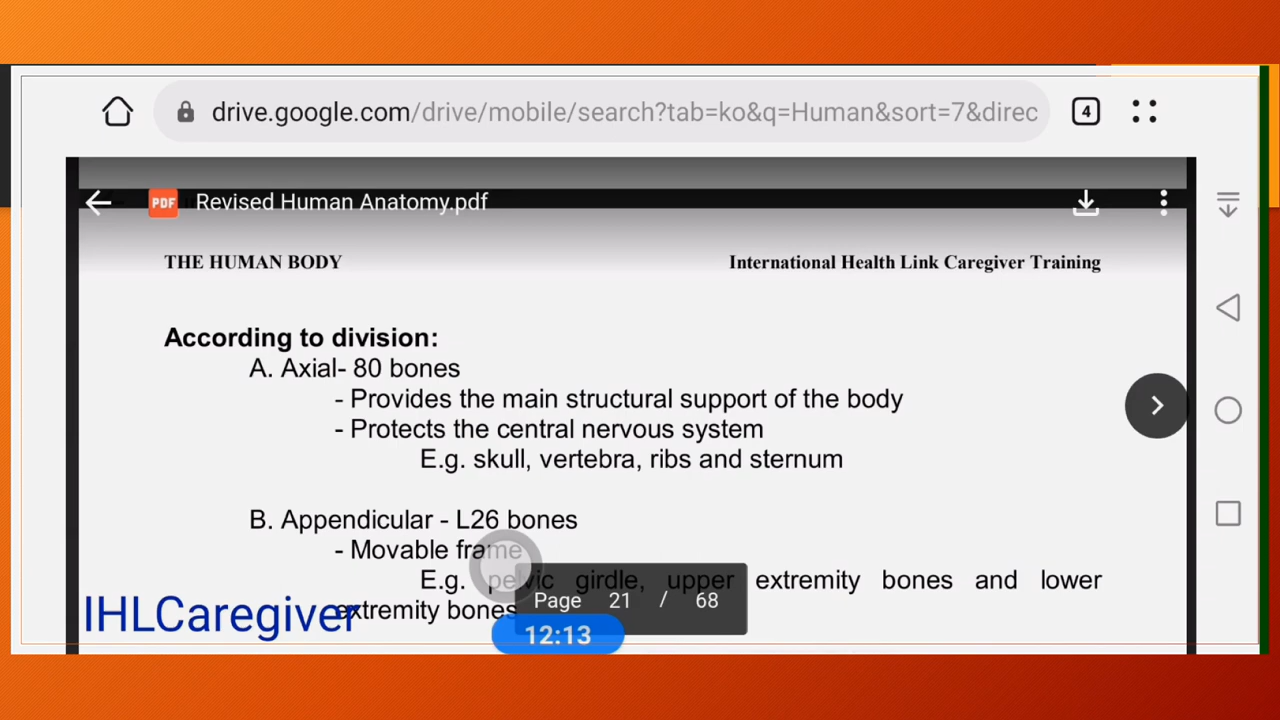 drive.google.com/drive/mobile/search?tab=ko&q=Human&sort=7&direc
4
PDF Revised Human Anatomy.pdf
THE HUMAN BODY International Health Link Caregiver Training
According to division:
A. Axial- 80 bones
- Provides the main structural support of the body
- Protects the central nervous system
E.g. skull, vertebra, ribs and sternum
B. Appendicular - L26 bones
- Movable frame
E.g. pelvic girdle, upper extremity bones and lower
extremity bones
Page 21 / 68
IHLCaregiver
12:13